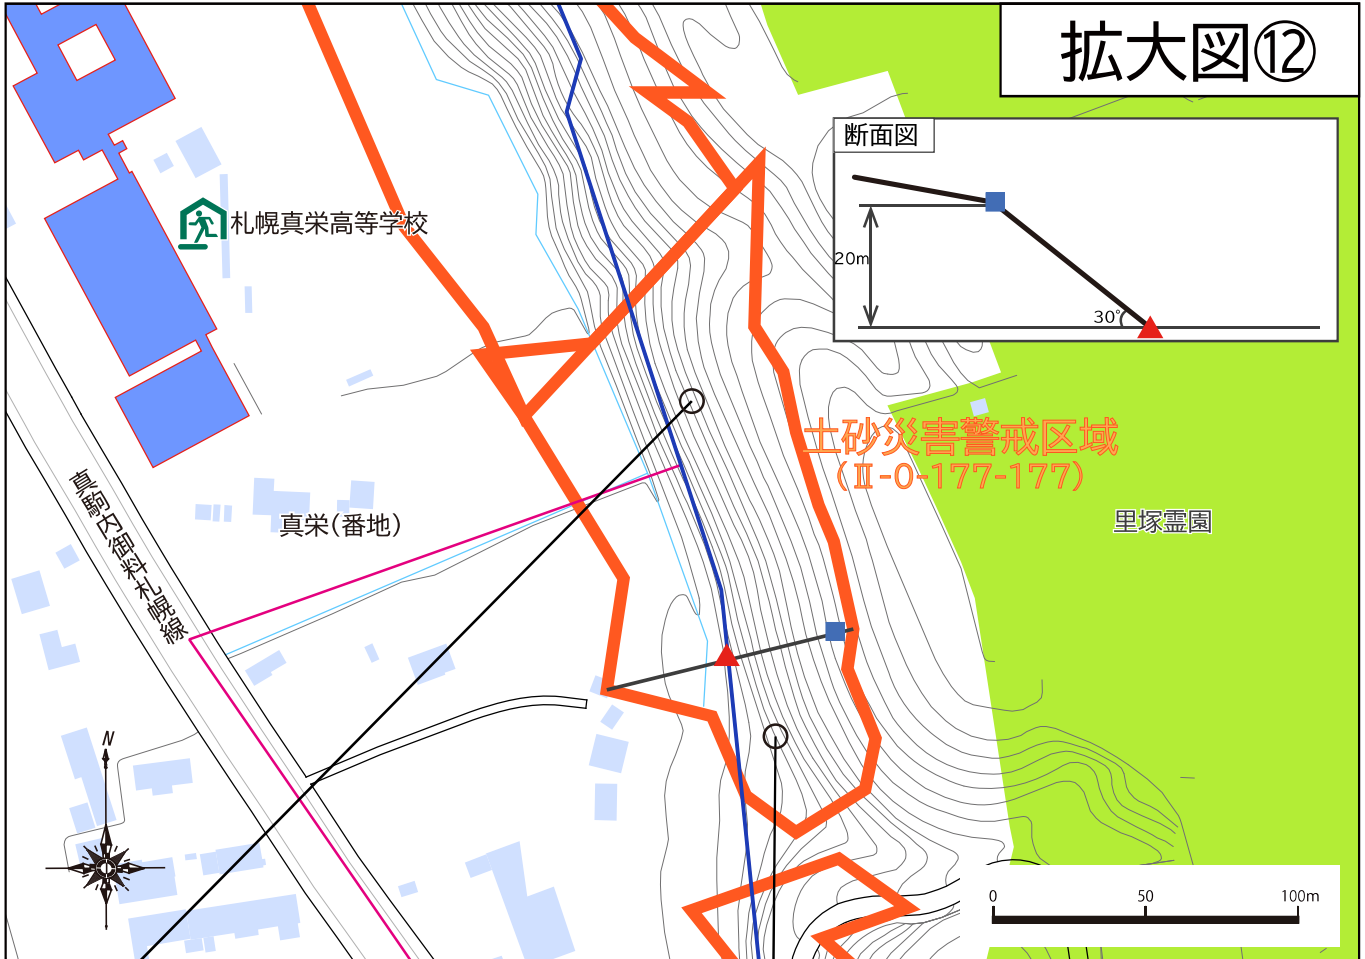 拡大図⑫
断面図
20m
30°
札幌真栄高等学校
土砂災害警戒区域
(Ⅱ-0-177-177)
里塚霊園
真栄(番地)
真駒内御料札幌線
N
0 50 100m